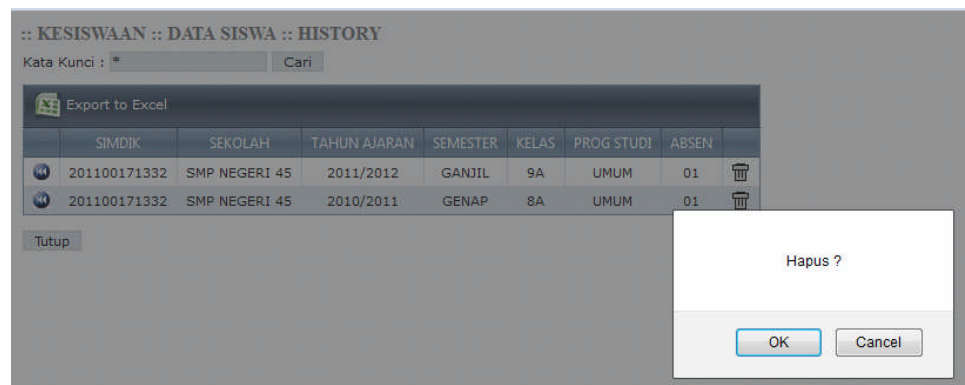 :: KESISWAAN :: DATA SISWA :: HISTORY
Kata Kunci : * Cari
Export to Excel
SIMDIK SEKOLAH TAHUN AJARAN SEMESTER KELAS PROG STUDI ABSEN
201100171332 SMP NEGERI 45 2011/2012 GANJIL 9A UMUM 01
201100171332 SMP NEGERI 45 2010/2011 GENAP 8A UMUM 01
Tutup
Hapus ?
OK Cancel